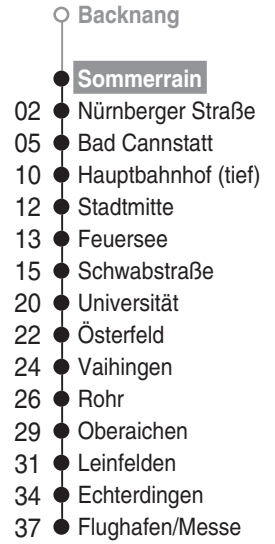 Backnang
Sommerrain
02 Nürnberger Straße
05 Bad Cannstatt
10 Hauptbahnhof (tief)
12 Stadtmitte
13 Feuersee
15 Schwabstraße
20 Universität
22 Österfeld
24 Vaihingen
26 Rohr
29 Oberaichen
31 Leinfelden
34 Echterdingen
37 Flughafen/Messe